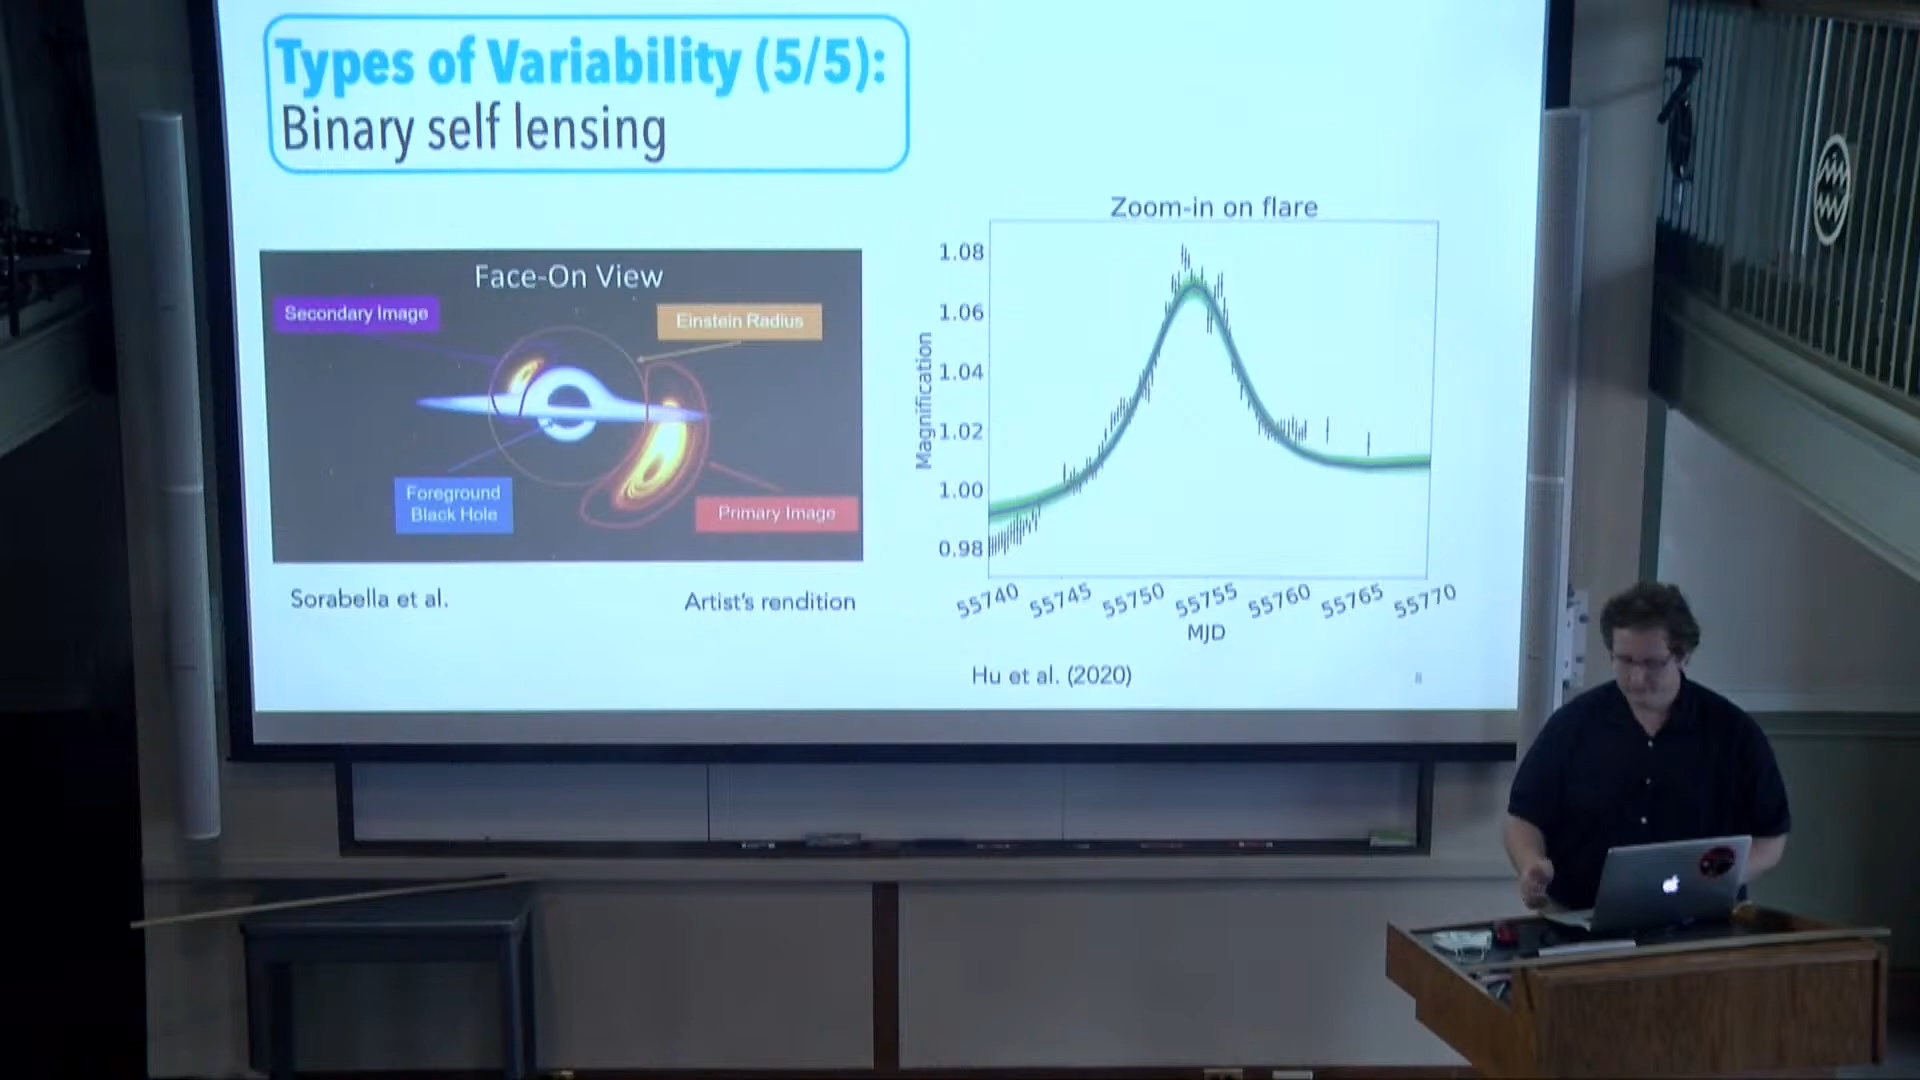 Types of Variability (5/5):
Binary self lensing
Face-On View
Secondary Image
Einstein Radius
Foreground
Black Hole
Primary Image
Sorabella et al.
Artist's rendition
Zoom-in on flare
Magnification
1.08
1.06
1.04
1.02
1.00
0.98
55740 55745 55750 55755 55760 55765 55770
MJD
Hu et al. (2020)